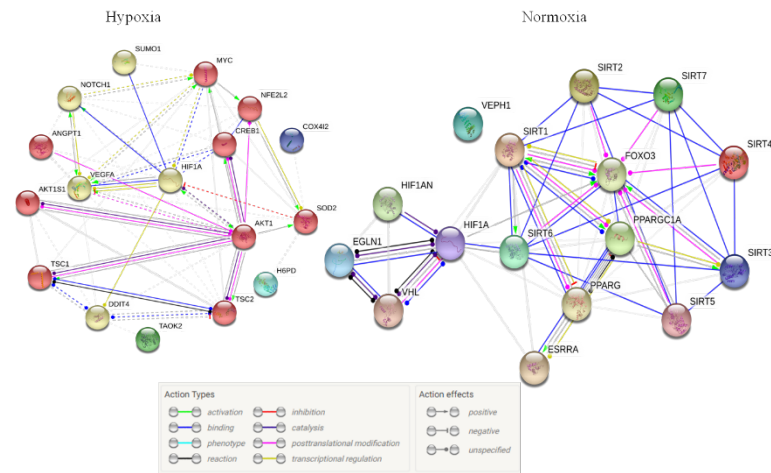 Hypoxia
SUMO1
MYC
NOTCH1
NFE2L2
ANGPT1
CREB1
COX4I2
VEGFA
HIF1A
AKT1S1
SOD2
AKT1
TSC1
H6PD
DDIT4
TSC2
TAOK2
Normoxia
SIRT2
SIRT7
VEPH1
SIRT1
SIRT4
FOXO3
HIF1AN
HIF1A
PPARGC1A
EGLN1
SIRT6
SIRT3
VHL
PPARG
SIRT5
ESRRA
Action Types
activation
inhibition
binding
catalysis
phenotype
posttranslational modification
reaction
transcriptional regulation
Action effects
positive
negative
unspecified